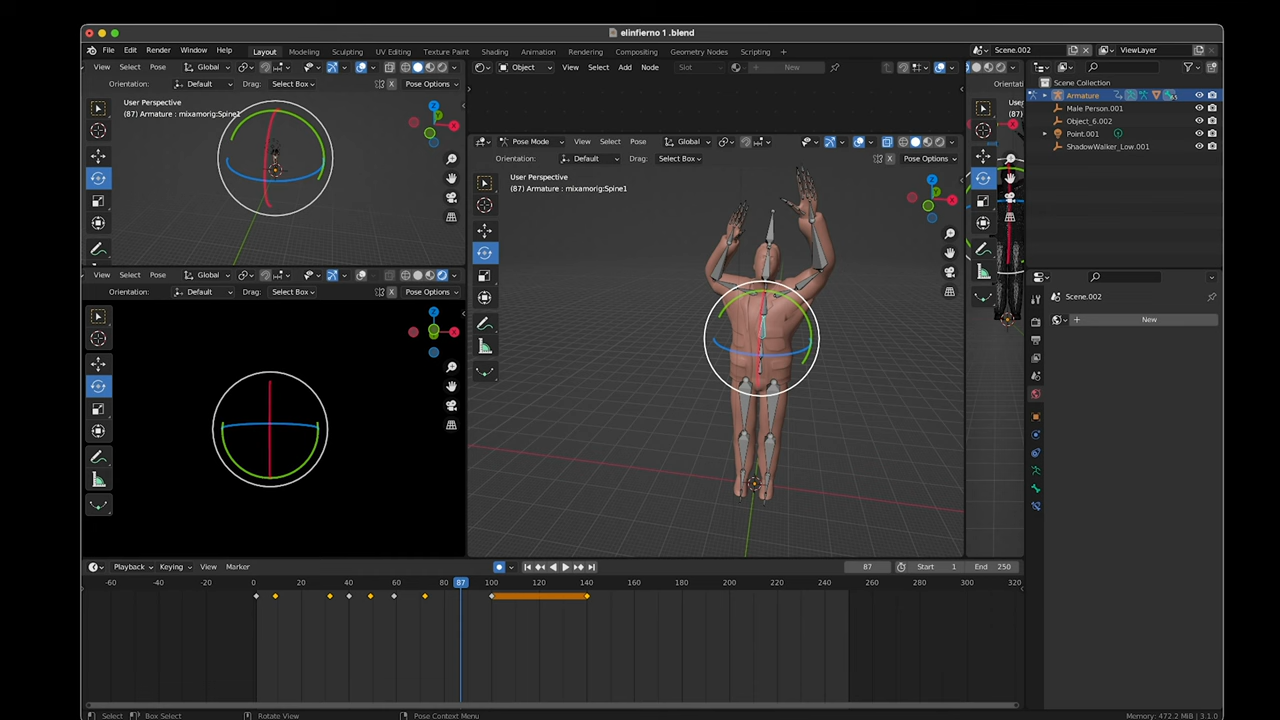 elinfierno 1 .blend
File Edit Render Window Help Layout Modeling Sculpting UV Editing Texture Paint Shading Animation Rendering Compositing Geometry Nodes Scripting + Scene.002 ViewLayer
View Select Pose Global
Orientation: Default Drag: Select Box Pose Options
User Perspective
(87) Armature : mixamorig:Spine1
Object View Select Add Node Slot New
Pose Mode View Select Pose Global
Orientation: Default Drag: Select Box Pose Options
User Perspective
(87) Armature : mixamorig:Spine1
Orientati
Scene Collection
Armature
Male Person.001
Object_6.002
Point.001
ShadowWalker_Low.001
Scene.002
New
View Select Pose Global
Orientation: Default Drag: Select Box Pose Options
Playback Keying View Marker 87 Start 1 End 250
-60 -40 -20 0 20 40 60 80 87 100 120 140 160 180 200 220 240 260 280 300 320
Select Box Select Rotate View Pose Context Menu Memory: 472.2 MiB | 3.1.0